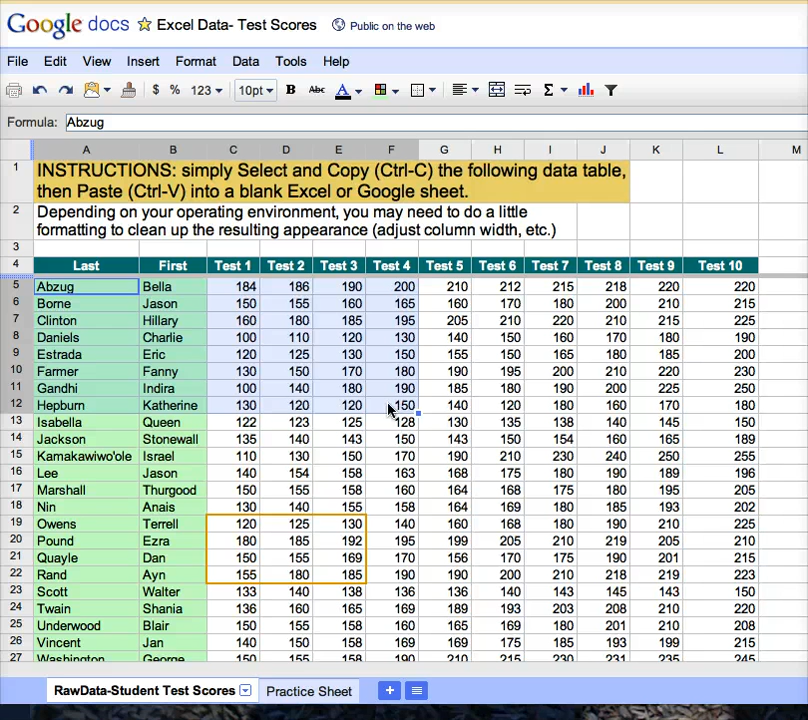 Google docs Excel Data- Test Scores Public on the web
File Edit View Insert Format Data Tools Help
$ % 123 10pt B Abc A Σ
Formula: Abzug
A B C D E F G H I J K L M
1 INSTRUCTIONS: simply Select and Copy (Ctrl-C) the following data table,
then Paste (Ctrl-V) into a blank Excel or Google sheet.
2 Depending on your operating environment, you may need to do a little
formatting to clean up the resulting appearance (adjust column width, etc.)
3
4 Last First Test 1 Test 2 Test 3 Test 4 Test 5 Test 6 Test 7 Test 8 Test 9 Test 10
5 Abzug Bella 184 186 190 200 210 212 215 218 220 220
6 Borne Jason 150 155 160 165 160 170 180 200 210 215
7 Clinton Hillary 160 180 185 195 205 210 220 210 215 225
8 Daniels Charlie 100 110 120 130 140 150 160 170 180 190
9 Estrada Eric 120 125 130 150 155 150 165 180 185 200
10 Farmer Fanny 130 150 170 180 190 195 200 210 220 230
11 Gandhi Indira 100 140 180 190 185 180 190 200 225 250
12 Hepburn Katherine 130 120 120 150 140 120 180 160 170 180
13 Isabella Queen 122 123 125 128 130 135 138 140 145 150
14 Jackson Stonewall 135 140 143 150 143 150 154 160 165 189
15 Kamakawiwo'ole Israel 110 130 150 170 190 210 230 240 250 255
16 Lee Jason 140 154 158 163 168 175 180 190 189 196
17 Marshall Thurgood 150 155 158 160 164 168 175 180 195 205
18 Nin Anais 130 140 155 158 160 168 180 185 193 202
19 Owens Terrell 120 125 130 140 160 168 180 190 210 225
20 Pound Ezra 180 185 192 195 199 205 210 219 205 210
21 Quayle Dan 150 155 169 170 156 170 175 190 201 215
22 Rand Ayn 155 180 185 190 190 200 210 218 219 223
23 Scott Walter 133 140 138 136 136 140 143 145 143 150
24 Twain Shania 136 160 165 169 189 193 203 208 210 220
25 Underwood Blair 150 155 158 160 165 169 180 201 210 208
26 Vincent Jan 140 150 158 169 169 175 185 193 199 215
27 Washington George 150 155 158 190 210 215 230 231 235 245
RawData-Student Test Scores Practice Sheet